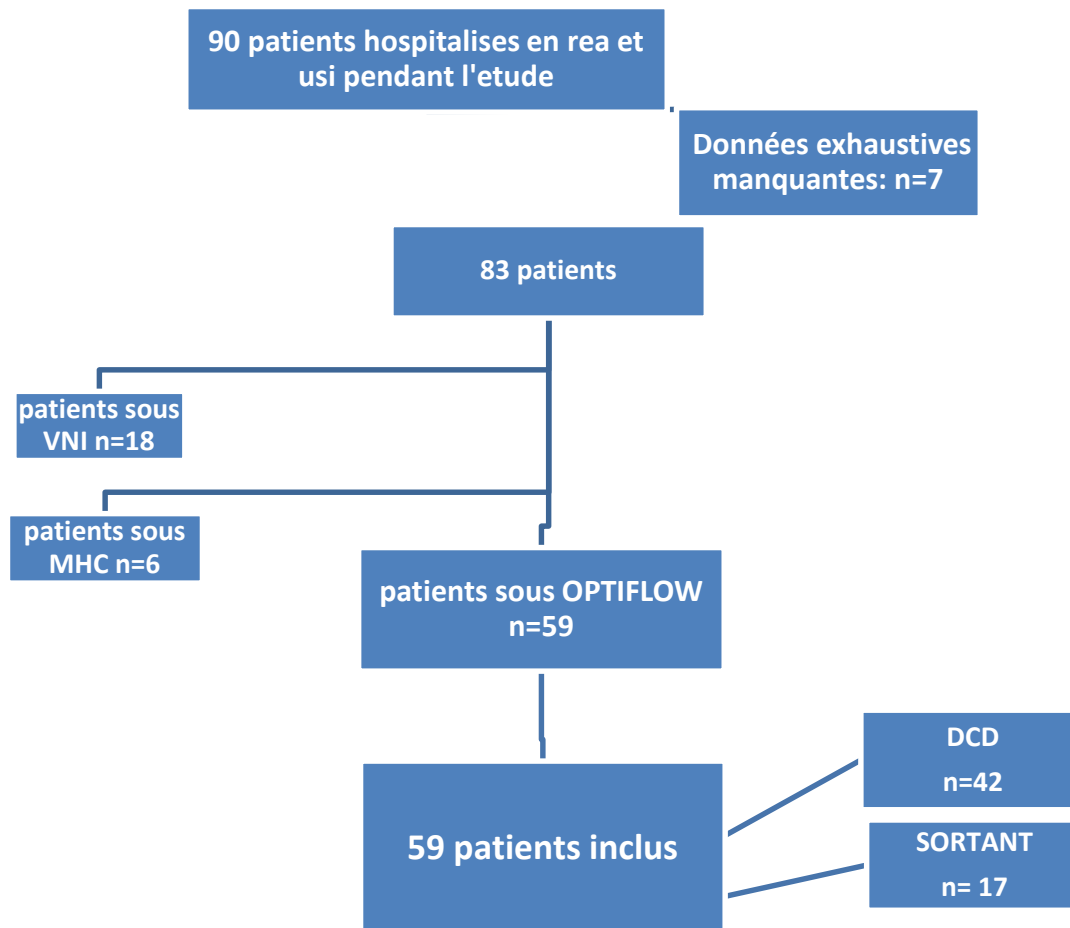 90 patients hospitalises en rea et
usi pendant l'etude
Données exhaustives
manquantes: n=7
83 patients
patients sous
VNI n=18
patients sous
MHC n=6
patients sous OPTIFLOW
n=59
59 patients inclus
DCD
n=42
SORTANT
n= 17